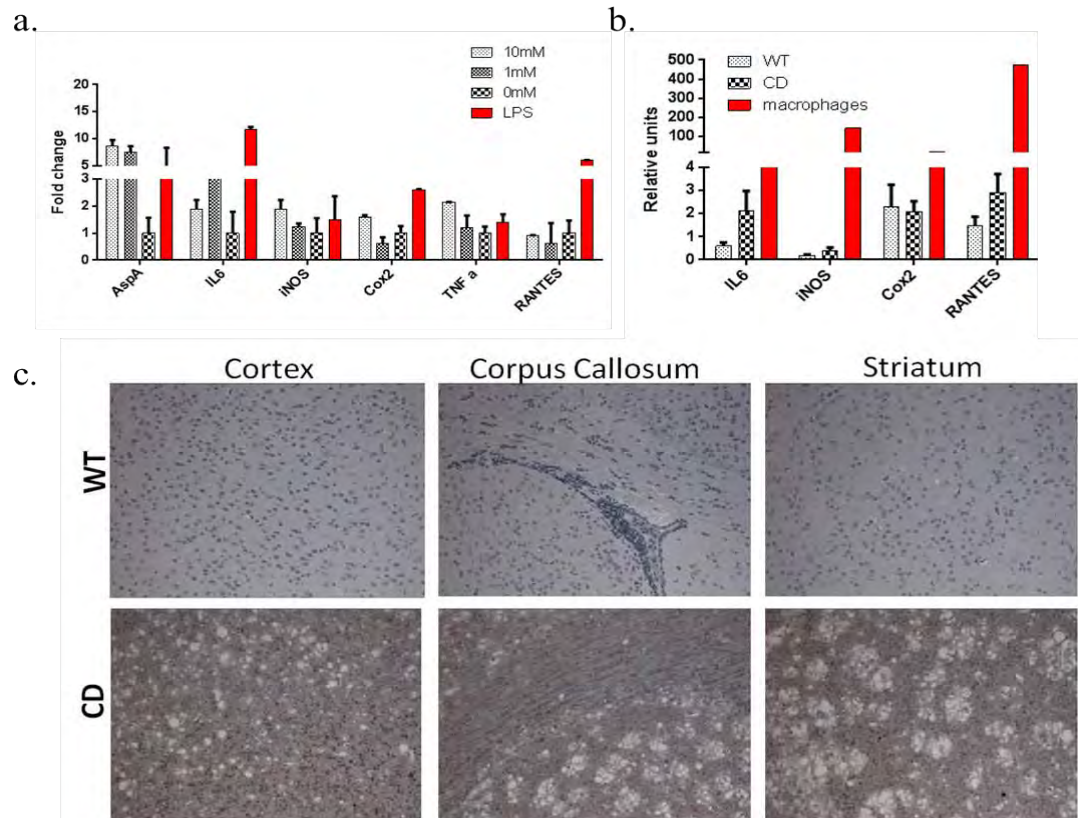 a.
Fold change
20
15
10
5
3
2
1
0
AspA
IL6
iNOS
Cox2
TNF a
RANTES
10mM
1mM
0mM
LPS
b.
Relative units
500
400
300
200
100
4
3
2
1
0
IL6
iNOS
Cox2
RANTES
WT
CD
macrophages
c.
Cortex
Corpus Callosum
Striatum
WT
CD